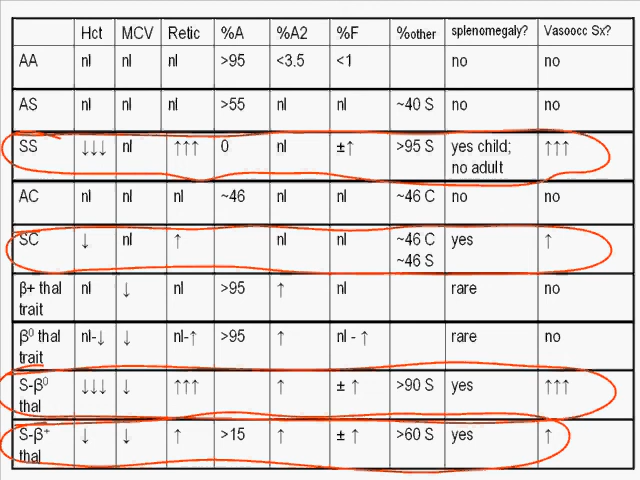 Hct MCV Retic %A %A2 %F %other splenomegaly? Vasoocc Sx?
AA nl nl nl >95 <3.5 <1 no no
AS nl nl nl >55 nl nl ~40 S no no
SS ↓↓↓ nl ↑↑↑ 0 nl ±↑ >95 S yes child; ↑↑↑
no adult
AC nl nl nl ~46 nl nl ~46 C no no
SC ↓ nl ↑ nl nl ~46 C yes ↑
~46 S
β+ thal nl ↓ nl >95 ↑ nl rare no
trait
β⁰ thal nl-↓ ↓ nl-↑ >95 ↑ nl - ↑ rare no
trait
S-β⁰ ↓↓↓ ↓ ↑↑↑ ↑ ± ↑ >90 S yes ↑↑↑
thal
S-β⁺ ↓ ↓ ↑ >15 ↑ ± ↑ >60 S yes ↑
thal